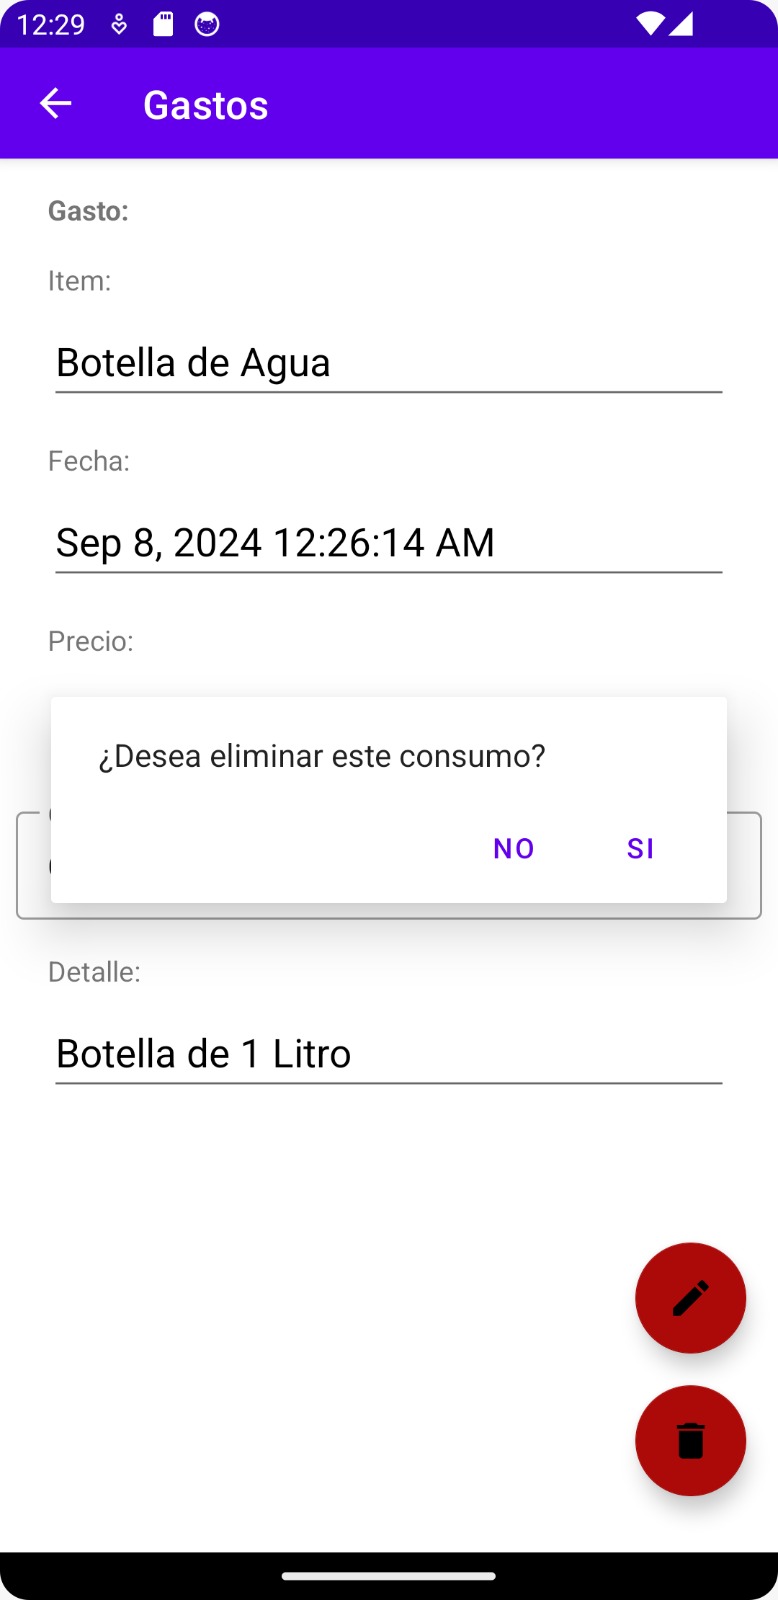 12:29
Gastos
Gasto:
Item:
Botella de Agua
Fecha:
Sep 8, 2024 12:26:14 AM
Precio:
¿Desea eliminar este consumo?
NO SI
Detalle:
Botella de 1 Litro